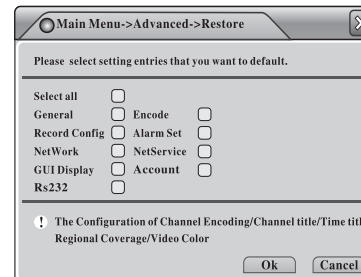 Main Menu->Advanced->Restore
Please select setting entries that you want to default.
Select all
General Encode
Record Config Alarm Set
NetWork NetService
GUI Display Account
Rs232
! The Configuration of Channel Encoding/Channel title/Time titl
Regional Coverage/Video Color
Ok Cancel